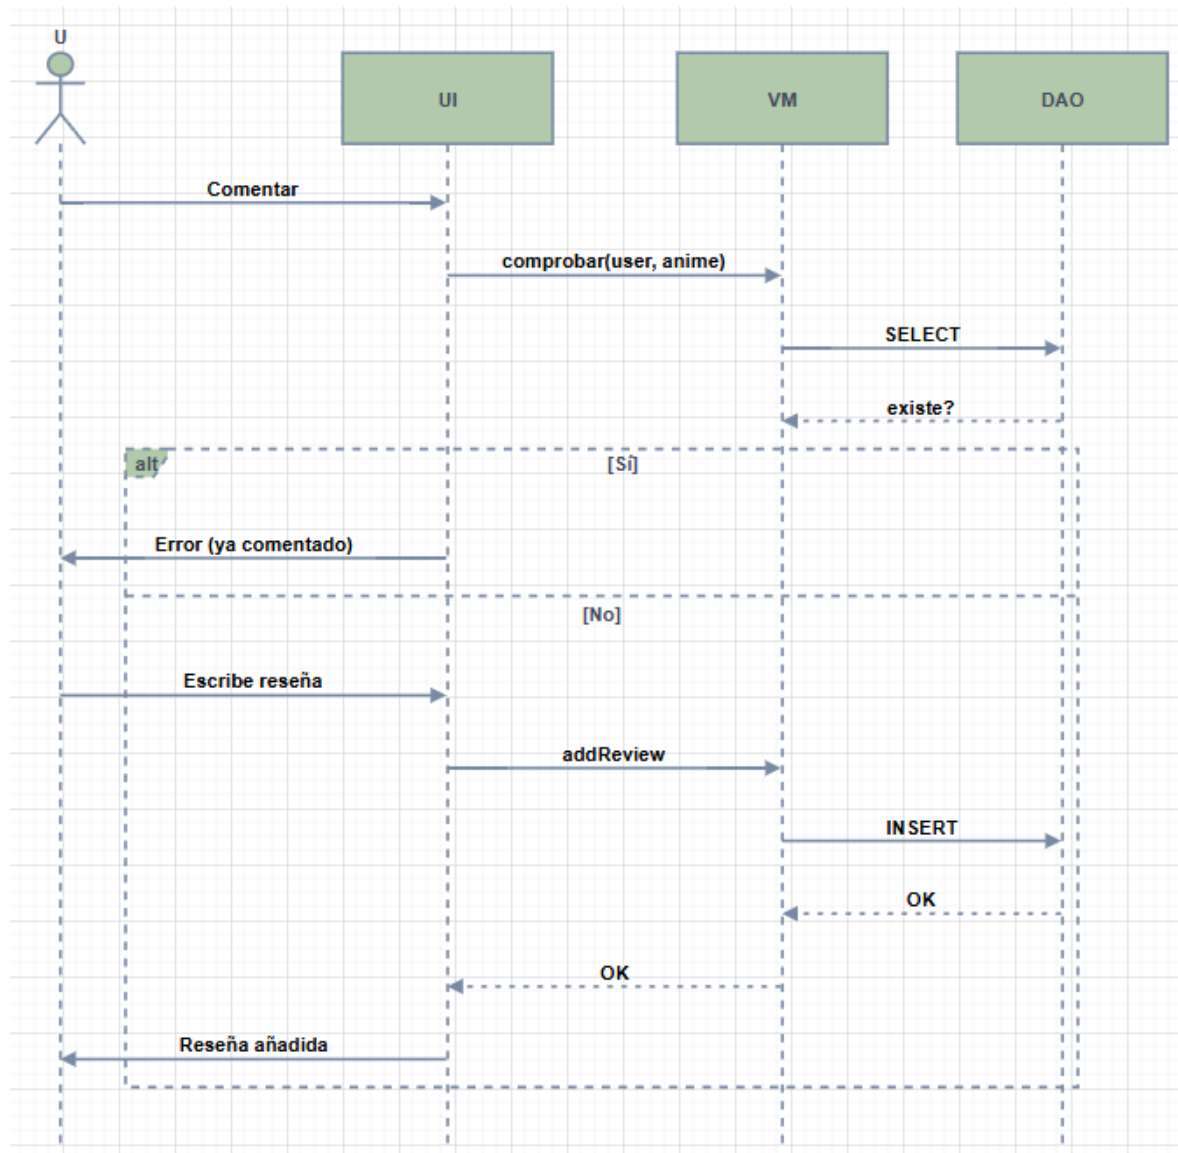 U
UI
VM
DAO
Comentar
comprobar(user, anime)
SELECT
existe?
alt
[Sí]
Error (ya comentado)
[No]
Escribe reseña
addReview
INSERT
OK
OK
Reseña añadida